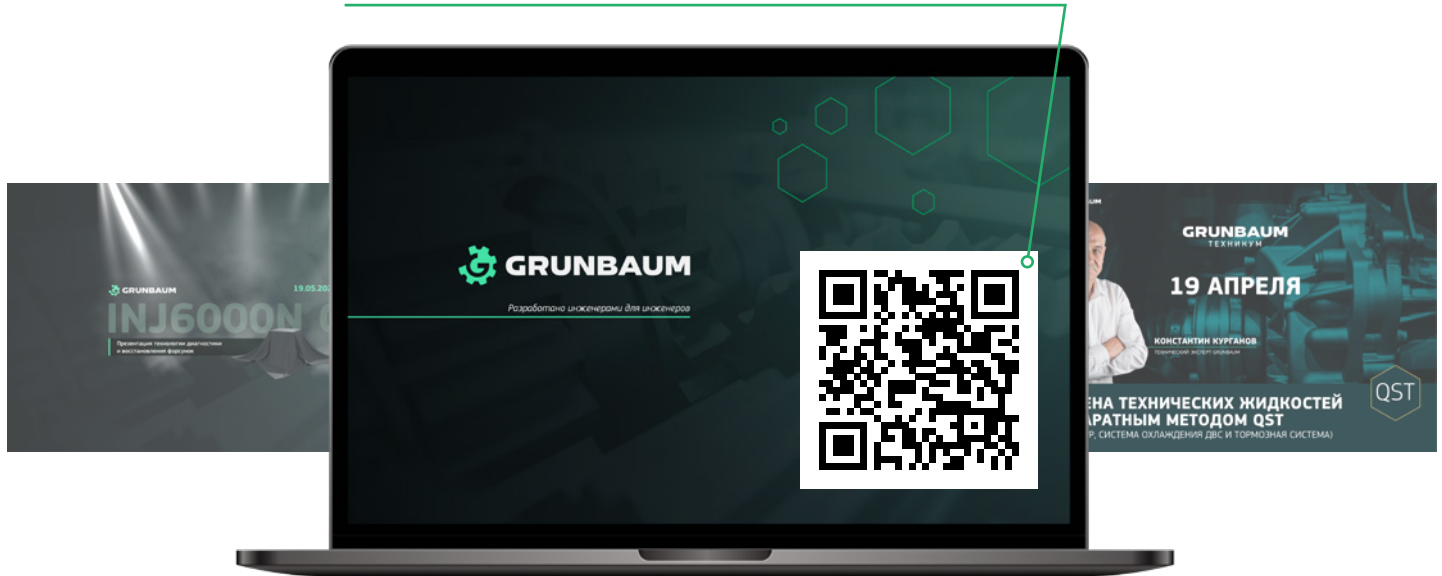 GRUNBAUM
19.05.20
INJ6000N
Презентация технологии диагностики
и восстановления форсунок
GRUNBAUM
Разработано инженерами для инженеров
GRUNBAUM
ТЕХНИКУМ
19 АПРЕЛЯ
КОНСТАНТИН КУРГАНОВ
ТЕХНИЧЕСКИЙ ЭКСПЕРТ GRUNBAUM
ЕНА ТЕХНИЧЕСКИХ ЖИДКОСТЕЙ
АРАТНЫМ МЕТОДОМ QST
Р, СИСТЕМА ОХЛАЖДЕНИЯ ДВС И ТОРМОЗНАЯ СИСТЕМА)
QST